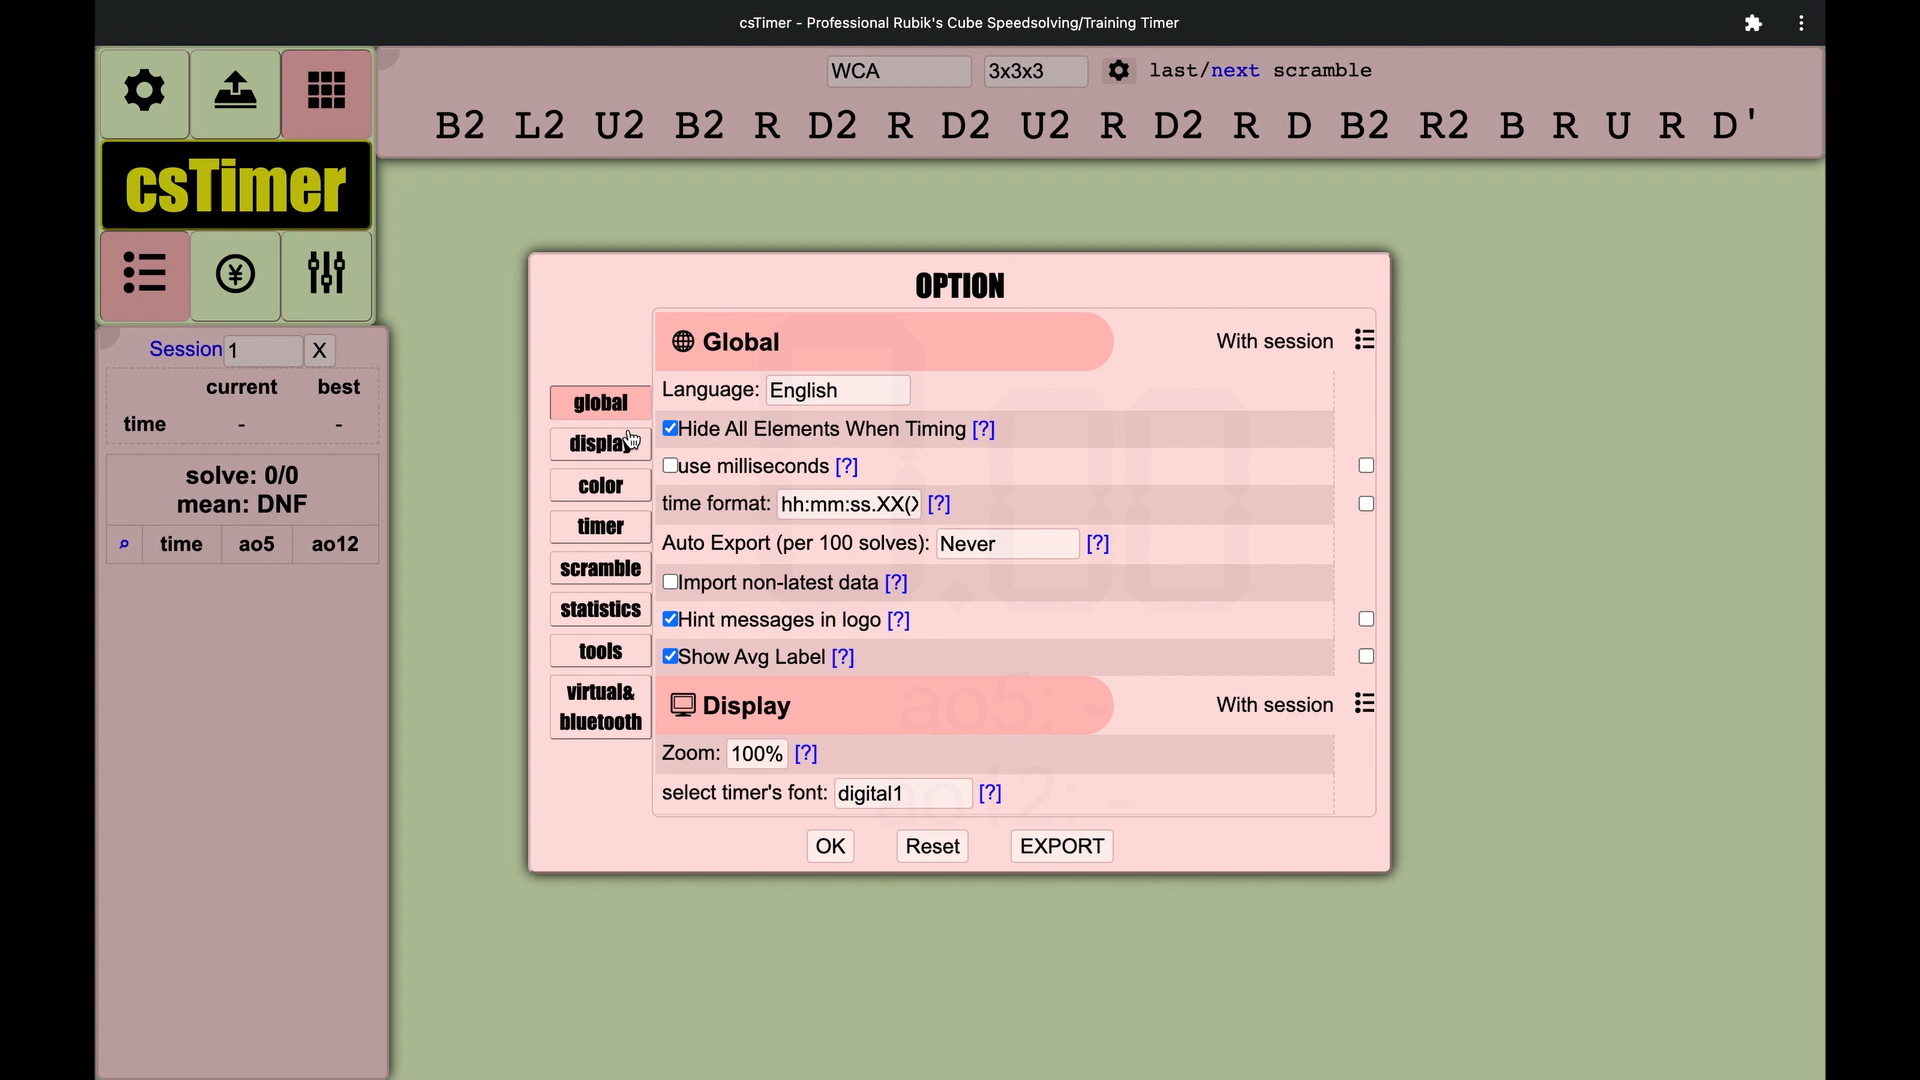 csTimer - Professional Rubik's Cube Speedsolving/Training Timer
WCA 3x3x3 last/next scramble
B2 L2 U2 B2 R D2 R D2 U2 R D2 R D B2 R2 B R U R D'
csTimer
Session 1 X
current best
time - -
solve: 0/0
mean: DNF
time ao5 ao12
OPTION
global
display
color
timer
scramble
statistics
tools
virtual&
bluetooth
Global With session
Language: English
Hide All Elements When Timing [?]
use milliseconds [?]
time format: hh:mm:ss.XX(X [?]
Auto Export (per 100 solves): Never [?]
Import non-latest data [?]
Hint messages in logo [?]
Show Avg Label [?]
Display With session
Zoom: 100% [?]
select timer's font: digital1 [?]
OK Reset EXPORT
0.00
ao5: -
ao12: -